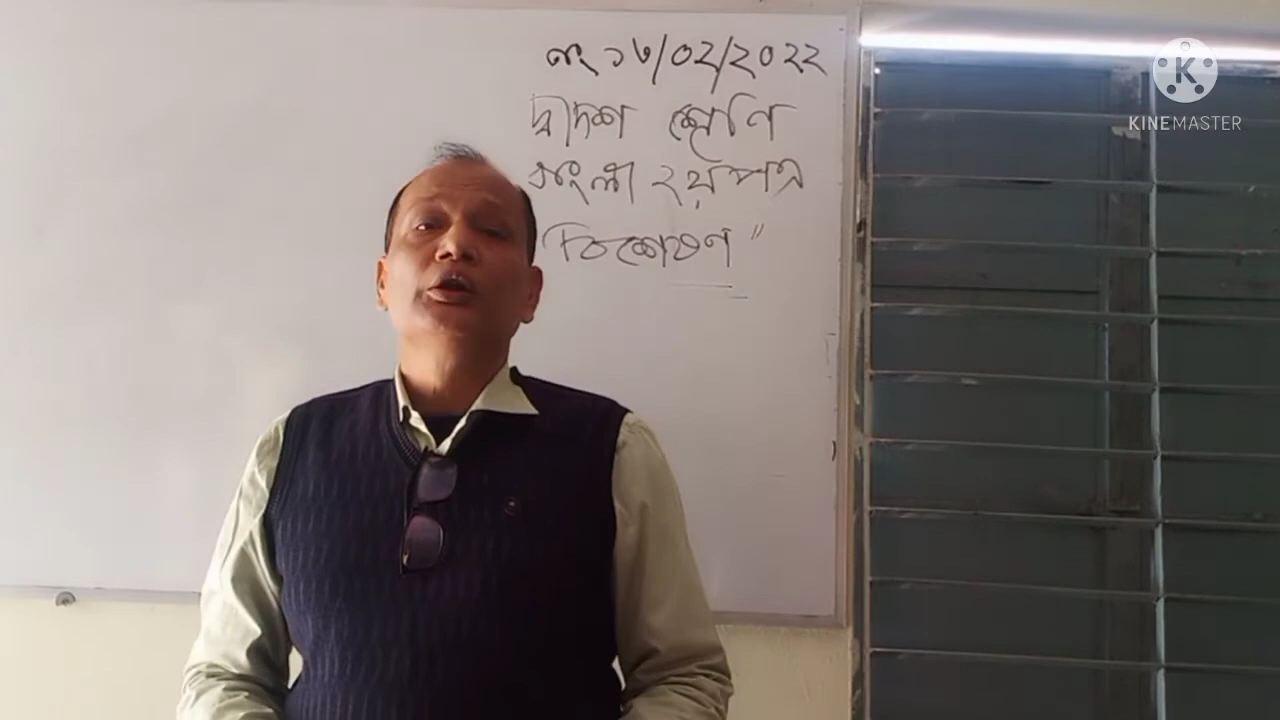 তাং ১৬/০২/২০২২
দ্বাদশ শ্রেণি
বাংলা ২য় পত্র
বিশেষণ"
KINEMASTER